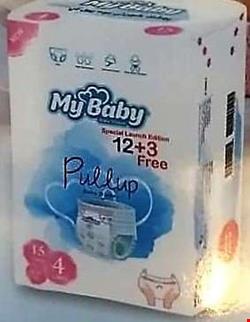 My Baby
Special Launch Edition
12+3
Free
Pullup
15
4